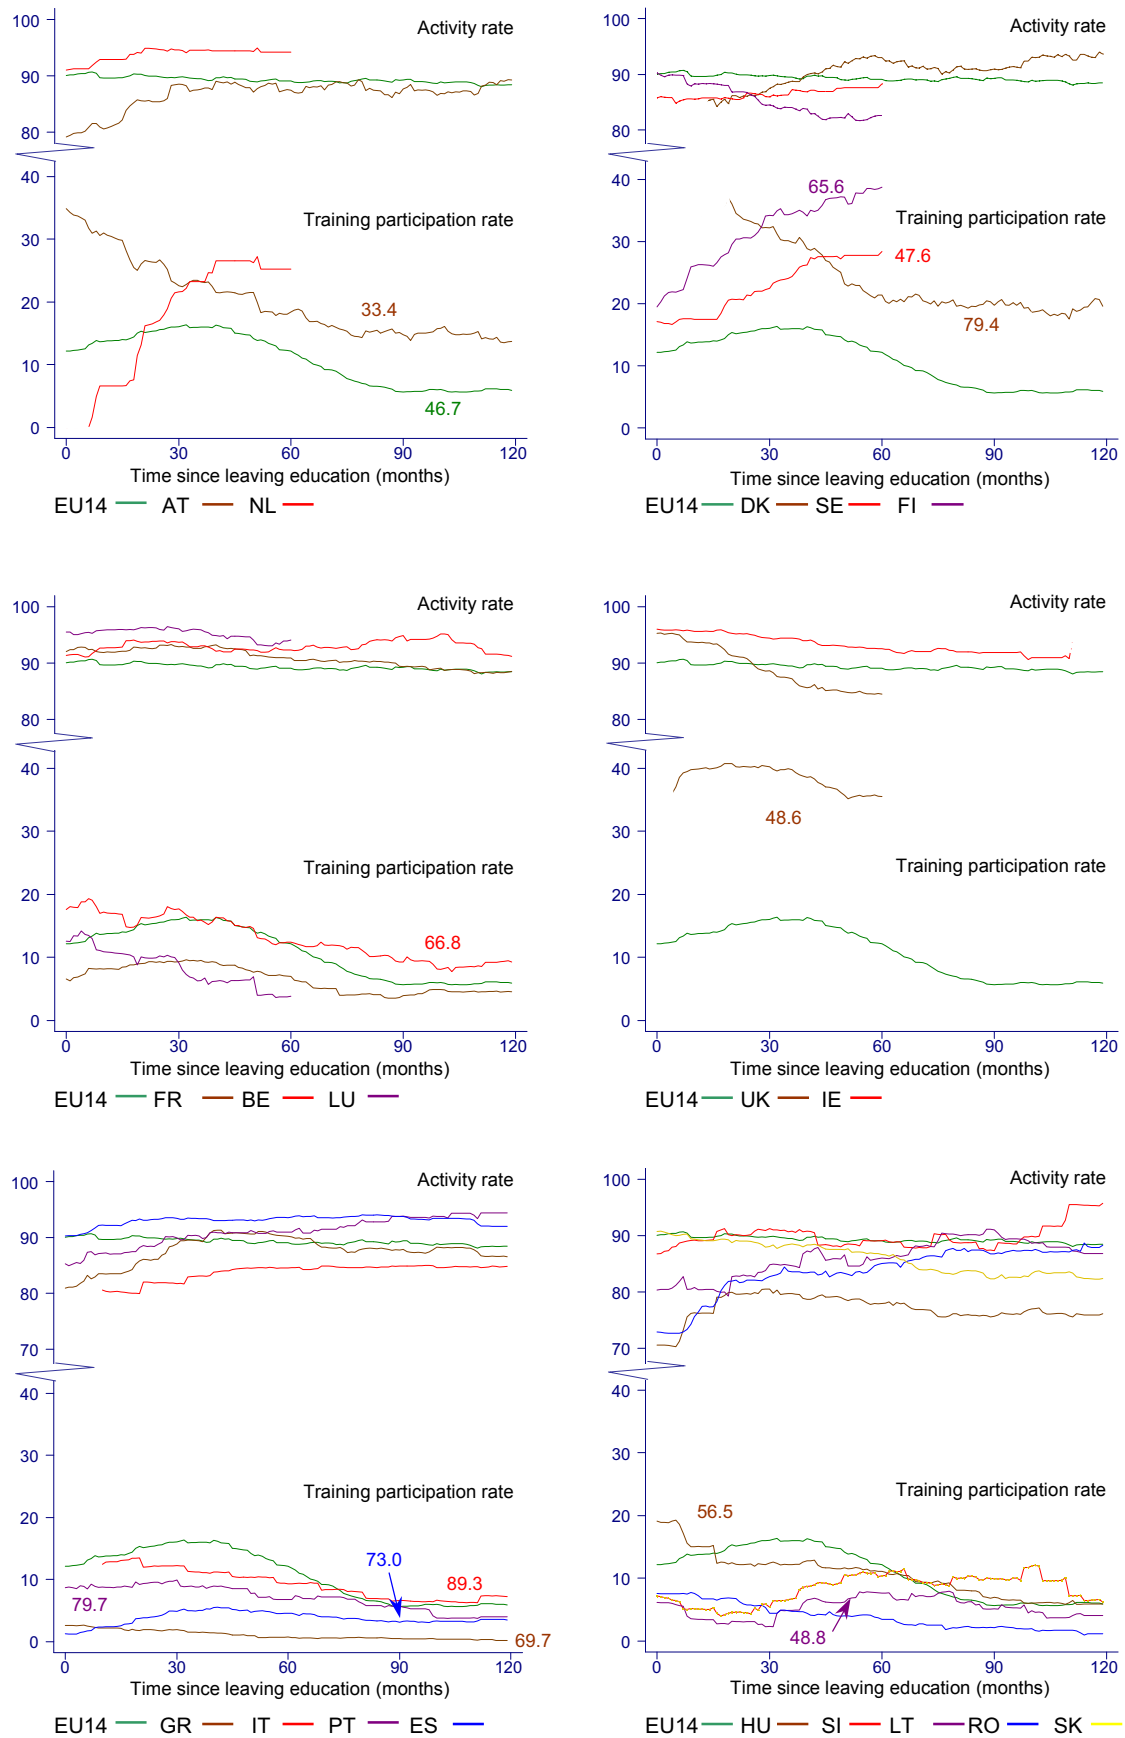 100
Activity rate
90
80
40
Training participation rate
30
20
33.4
10
46.7
0
0 30 60 90 120
Time since leaving education (months)
EU14 AT NL
100
Activity rate
90
80
40
65.6
Training participation rate
30
47.6
20
79.4
10
0
0 30 60 90 120
Time since leaving education (months)
EU14 DK SE FI
100
Activity rate
90
80
40
30
Training participation rate
20
66.8
10
0
0 30 60 90 120
Time since leaving education (months)
EU14 FR BE LU
100
Activity rate
90
80
40
48.6
30
Training participation rate
20
10
0
0 30 60 90 120
Time since leaving education (months)
EU14 UK IE
100
Activity rate
90
80
70
40
30
Training participation rate
20
73.0
10
89.3
79.7
0
69.7
0 30 60 90 120
Time since leaving education (months)
EU14 GR IT PT ES
100
Activity rate
90
80
70
40
30
Training participation rate
20
56.5
10
48.8
0
0 30 60 90 120
Time since leaving education (months)
EU14 HU SI LT RO SK